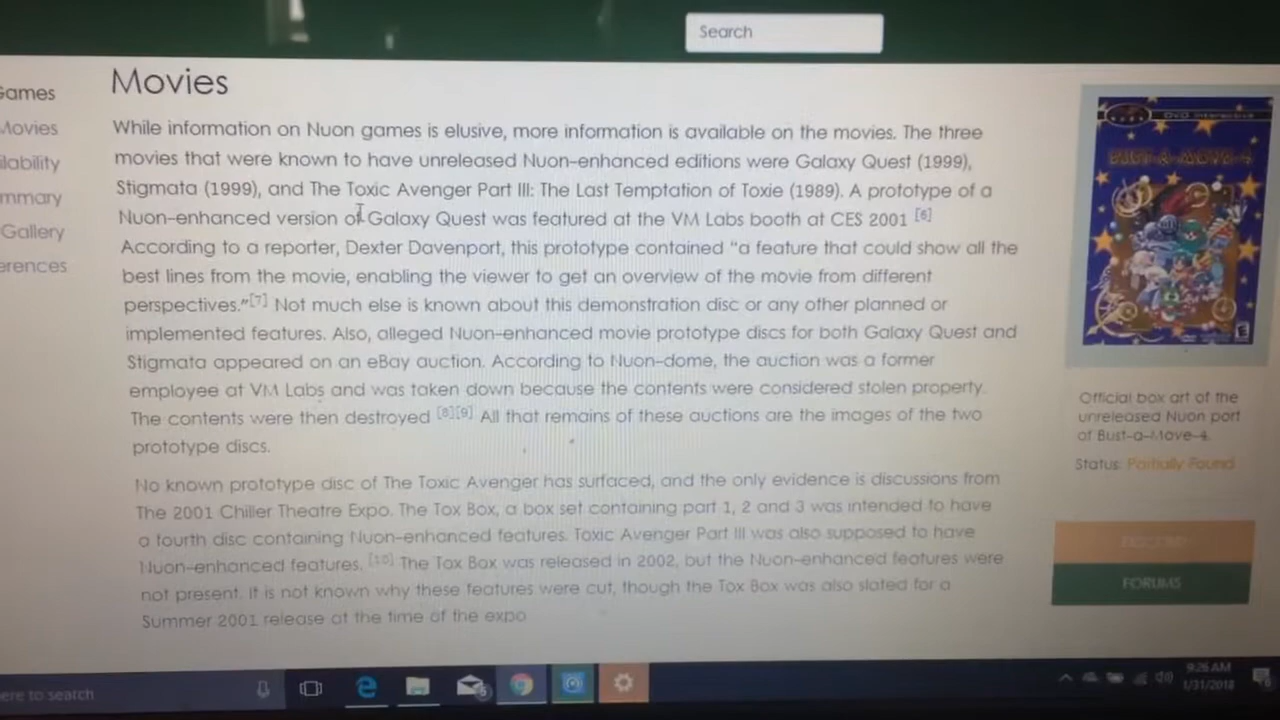 Search
Games
Movies
ilability
mmary
Gallery
erences
Movies
While information on Nuon games is elusive, more information is available on the movies. The three
movies that were known to have unreleased Nuon-enhanced editions were Galaxy Quest (1999),
Stigmata (1999), and The Toxic Avenger Part III: The Last Temptation of Toxie (1989). A prototype of a
Nuon-enhanced version of Galaxy Quest was featured at the VM Labs booth at CES 2001 [6]
According to a reporter, Dexter Davenport, this prototype contained "a feature that could show all the
best lines from the movie, enabling the viewer to get an overview of the movie from different
perspectives."[7] Not much else is known about this demonstration disc or any other planned or
implemented features. Also, alleged Nuon-enhanced movie prototype discs for both Galaxy Quest and
Stigmata appeared on an eBay auction. According to Nuon-dome, the auction was a former
employee at VM Labs and was taken down because the contents were considered stolen property.
The contents were then destroyed [8][9] All that remains of these auctions are the images of the two
prototype discs.
No known prototype disc of The Toxic Avenger has surfaced, and the only evidence is discussions from
The 2001 Chiller Theatre Expo. The Tox Box, a box set containing part 1, 2 and 3 was intended to have
a fourth disc containing Nuon-enhanced features. Toxic Avenger Part III was also supposed to have
Nuon-enhanced features. [10] The Tox Box was released in 2002, but the Nuon-enhanced features were
not present. It is not known why these features were cut, though the Tox Box was also slated for a
Summer 2001 release at the time of the expo
BUST-A-MOVE 4
E
Official box art of the
unreleased Nuon port
of Bust-a-Move-4.
Status: Partially Found
DISCORD
FORUMS
ere to search
9:26 AM
1/31/2018